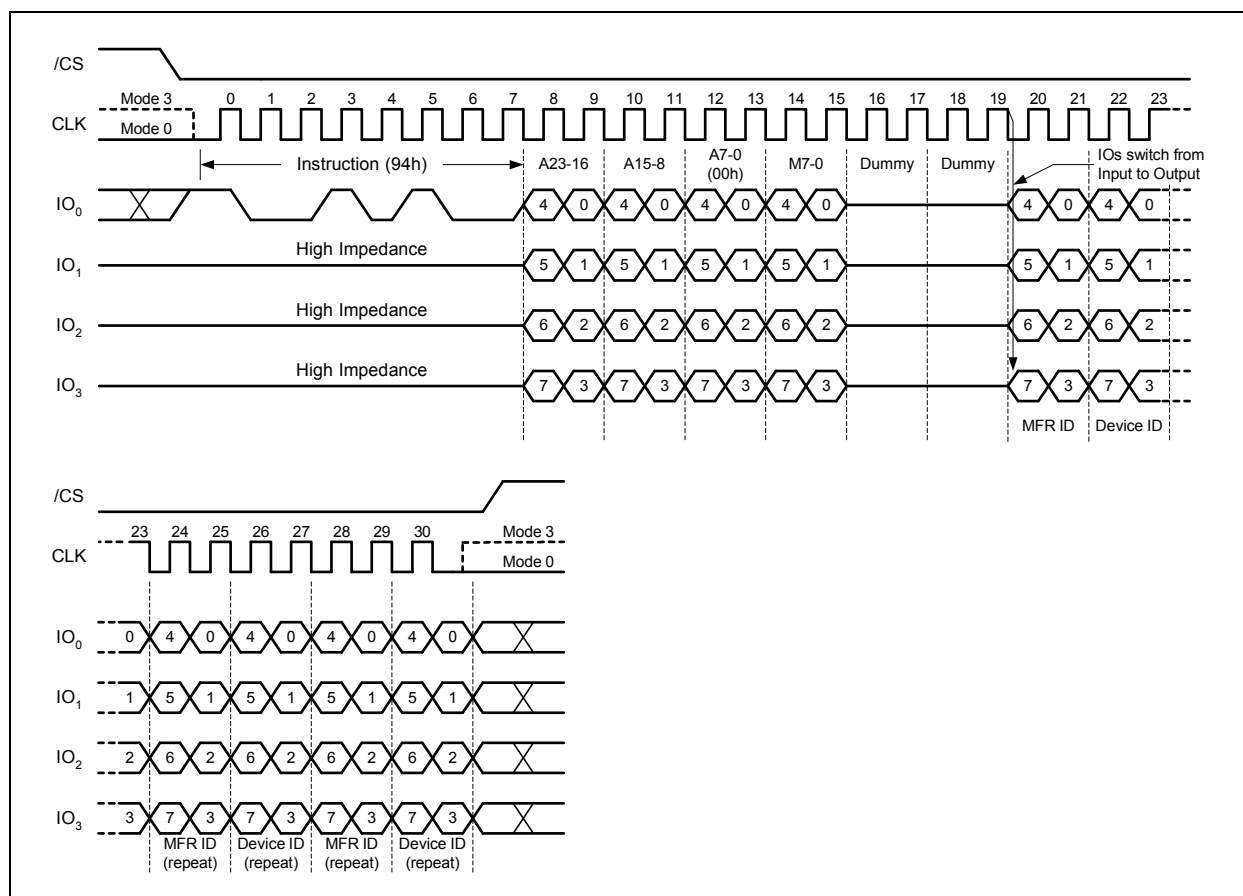 /CS
Mode 3 0 1 2 3 4 5 6 7 8 9 10 11 12 13 14 15 16 17 18 19 20 21 22 23
CLK
Mode 0
Instruction (94h) A23-16 A15-8 A7-0 M7-0 Dummy Dummy IOs switch from
(00h) Input to Output
IO0 4 0 4 0 4 0 4 0 4 0 4 0
High Impedance
IO1 5 1 5 1 5 1 5 1 5 1 5 1
High Impedance
IO2 6 2 6 2 6 2 6 2 6 2 6 2
High Impedance
IO3 7 3 7 3 7 3 7 3 7 3 7 3
MFR ID Device ID
/CS
23 24 25 26 27 28 29 30 Mode 3
CLK
Mode 0
IO0 0 4 0 4 0 4 0 4 0
IO1 1 5 1 5 1 5 1 5 1
IO2 2 6 2 6 2 6 2 6 2
IO3 3 7 3 7 3 7 3 7 3
MFR ID Device ID MFR ID Device ID
(repeat) (repeat) (repeat) (repeat)